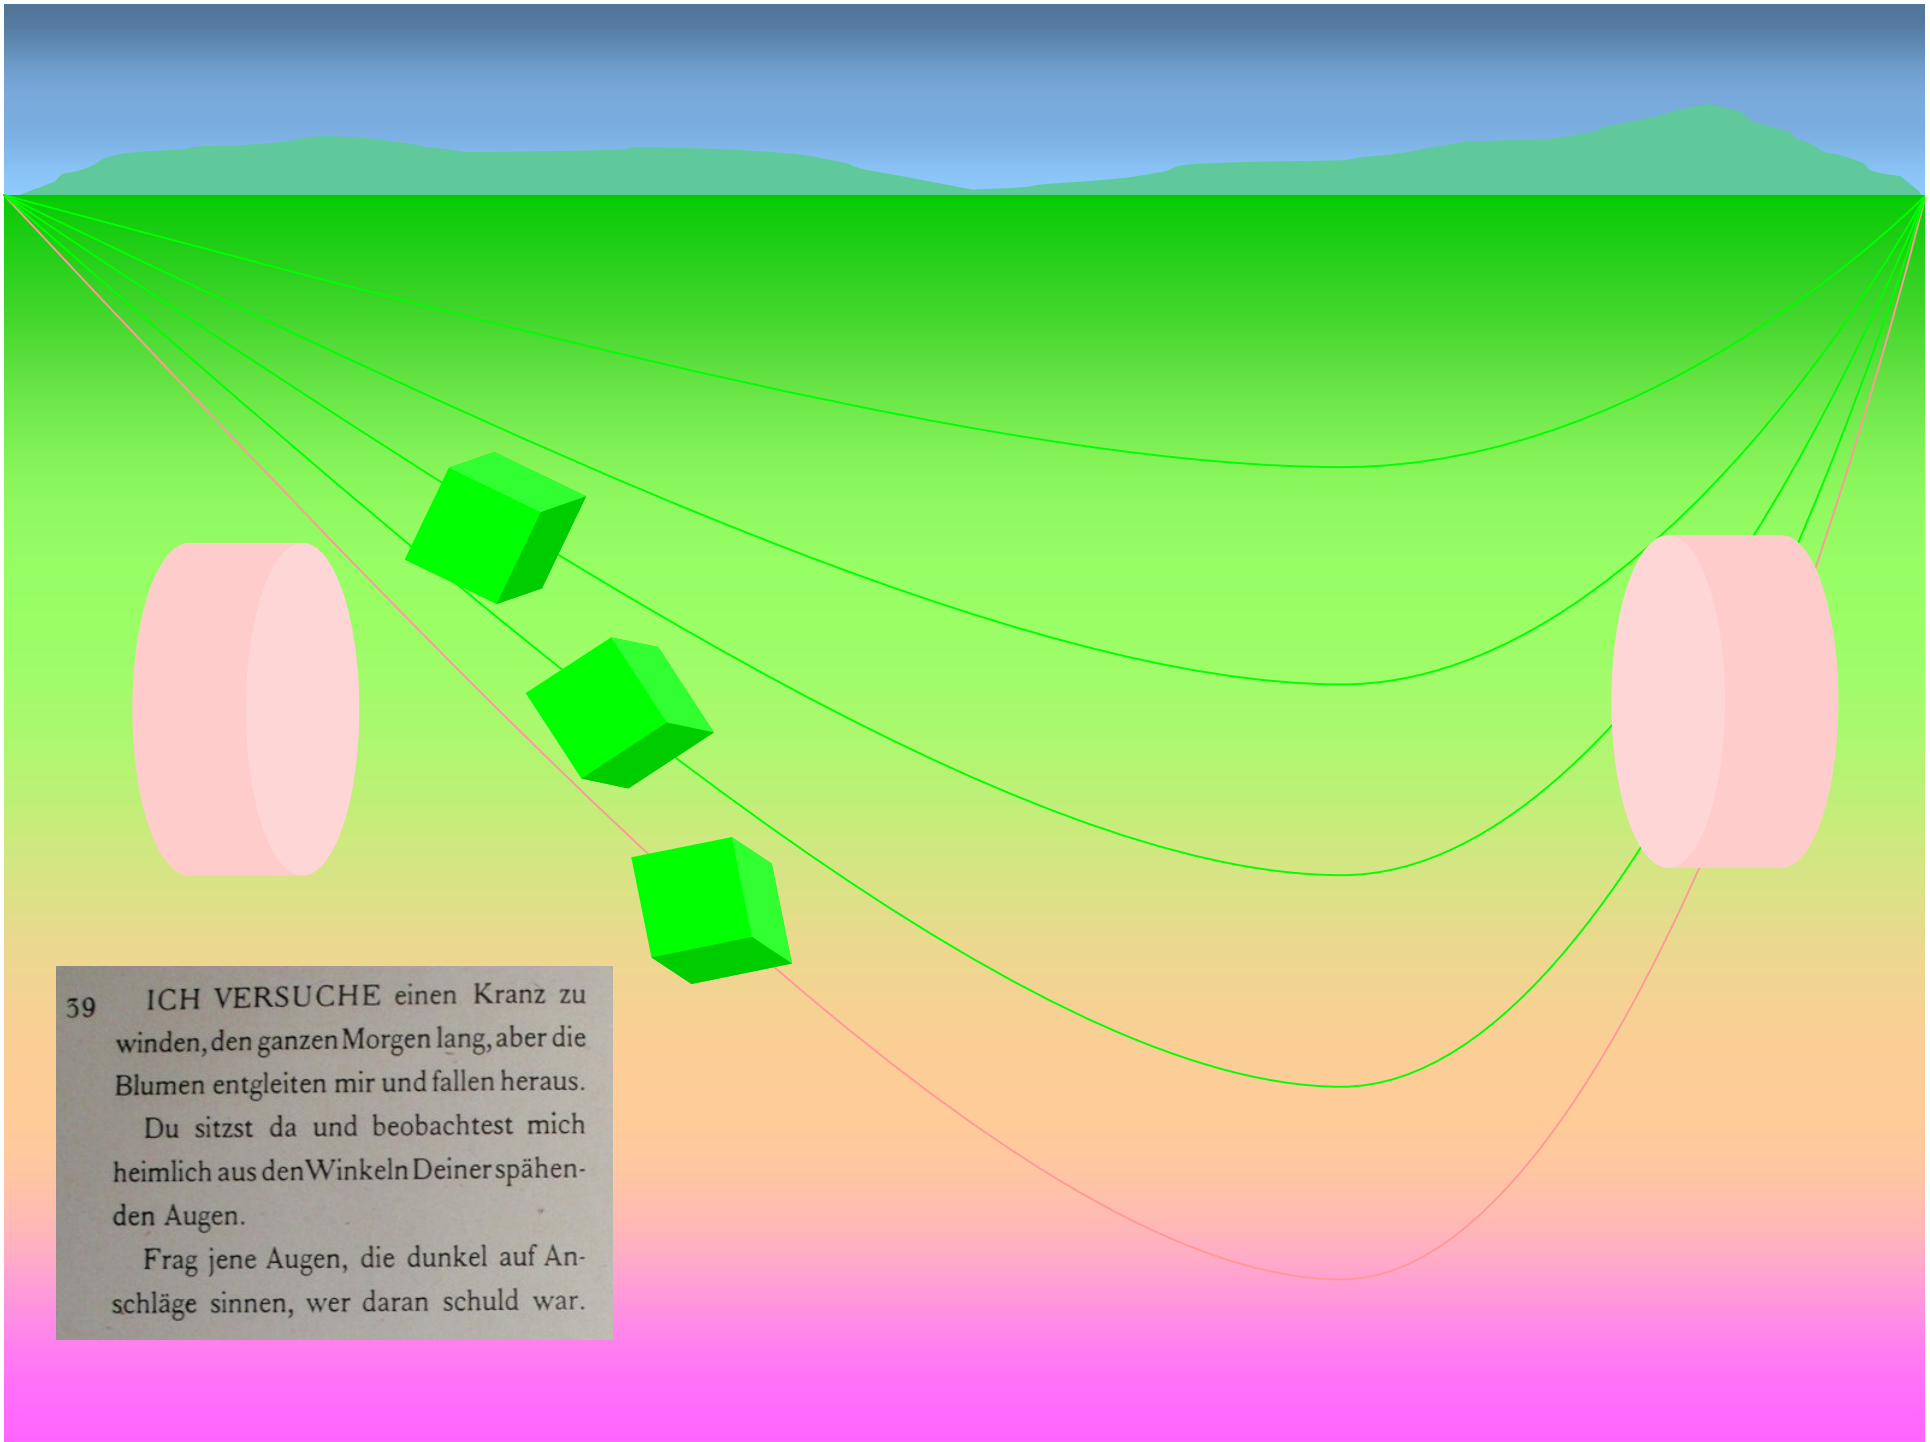 39 ICH VERSUCHE einen Kranz zu
winden, den ganzen Morgen lang, aber die
Blumen entgleiten mir und fallen heraus.
Du sitzst da und beobachtest mich
heimlich aus den Winkeln Deiner spähen-
den Augen.
Frag jene Augen, die dunkel auf An-
schläge sinnen, wer daran schuld war.